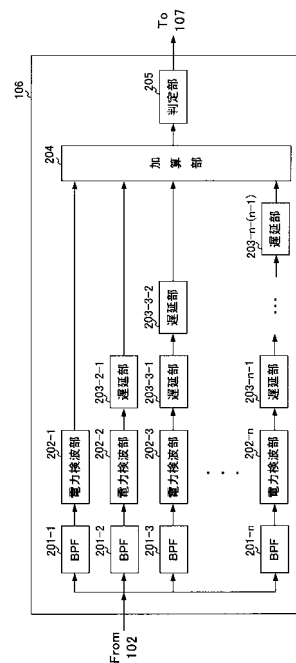 106
From
102
201-1
BPF
202-1
電力検波部
201-2
BPF
202-2
電力検波部
203-2-1
遅延部
201-3
BPF
202-3
電力検波部
203-3-1
遅延部
203-3-2
遅延部
...
201-n
BPF
202-n
電力検波部
203-n-1
遅延部
...
203-n-(n-1)
遅延部
204
加算部
205
判定部
To
107